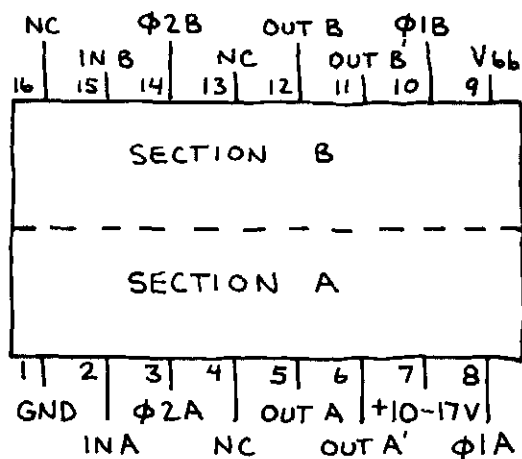 NC Φ2B OUT B Φ1B
IN B NC OUT B' Vbb
16 15 14 13 12 11 10 9
SECTION B
SECTION A
1 2 3 4 5 6 7 8
GND Φ2A OUT A +10~17V
IN A NC OUT A' Φ1A